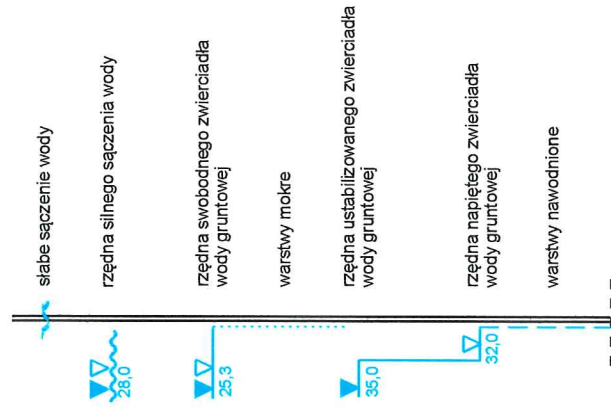 słabe sączenie wody
rzędna silnego sączenia wody
28,0
rzędna swobodnego zwierciadła
wody gruntowej
25,3
warstwy mokre
rzędna ustabilizowanego zwierciadła
wody gruntowej
35,0
rzędna napiętego zwierciadła
wody gruntowej
32,0
warstwy nawodnione